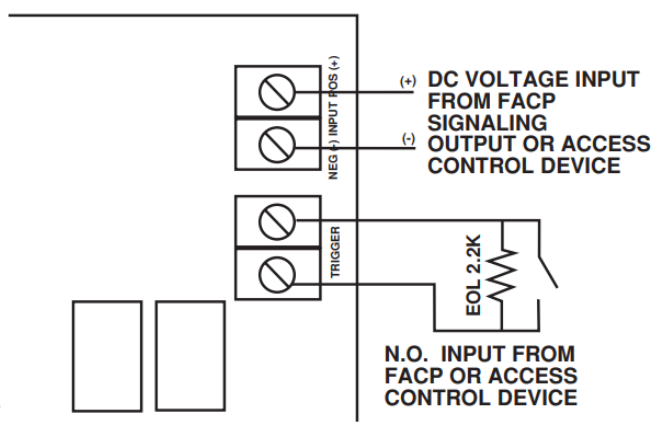 NEG (-) INPUT POS (+)
(+) DC VOLTAGE INPUT
FROM FACP
SIGNALING
(-) OUTPUT OR ACCESS
CONTROL DEVICE
TRIGGER
EOL 2.2K
N.O. INPUT FROM
FACP OR ACCESS
CONTROL DEVICE